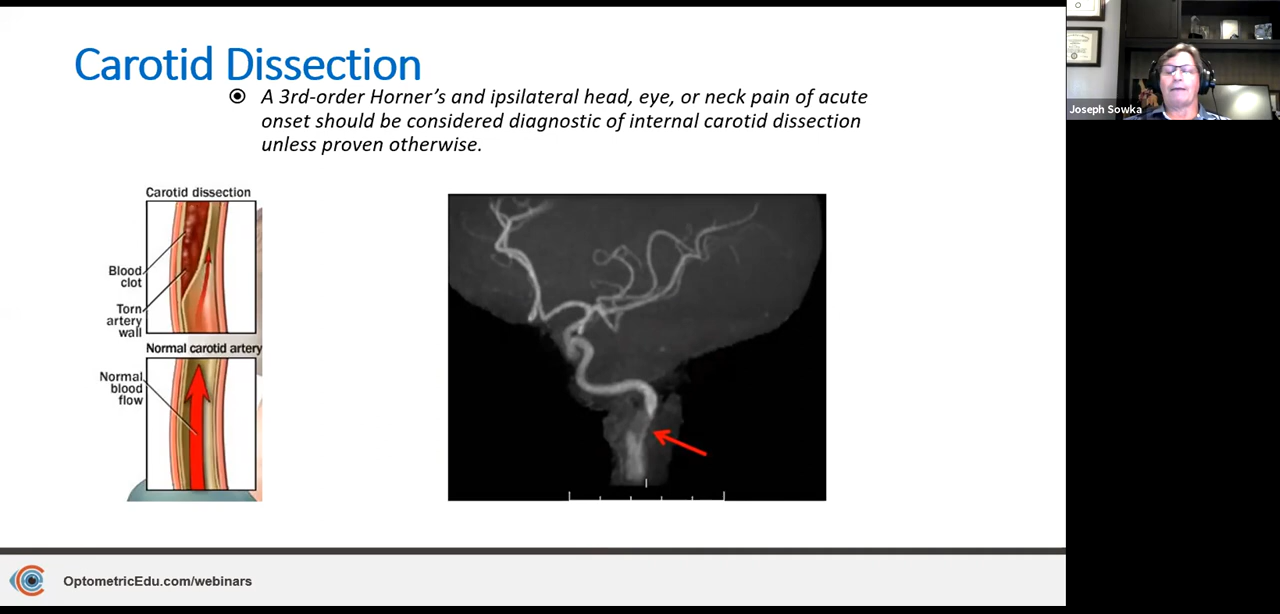 Carotid Dissection
A 3rd-order Horner's and ipsilateral head, eye, or neck pain of acute
onset should be considered diagnostic of internal carotid dissection
unless proven otherwise.
Carotid dissection
Blood
clot
Torn
artery
wall
Normal carotid artery
Normal
blood
flow
OptometricEdu.com/webinars
Joseph Sowka